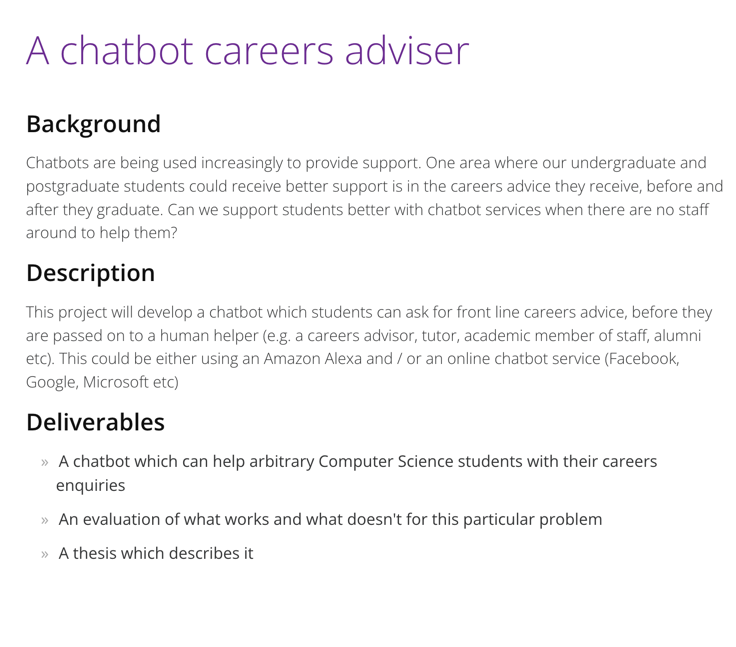 A chatbot careers adviser
Background
Chatbots are being used increasingly to provide support. One area where our undergraduate and
postgraduate students could receive better support is in the careers advice they receive, before and
after they graduate. Can we support students better with chatbot services when there are no staff
around to help them?
Description
This project will develop a chatbot which students can ask for front line careers advice, before they
are passed on to a human helper (e.g. a careers advisor, tutor, academic member of staff, alumni
etc). This could be either using an Amazon Alexa and / or an online chatbot service (Facebook,
Google, Microsoft etc)
Deliverables
» A chatbot which can help arbitrary Computer Science students with their careers
enquiries
» An evaluation of what works and what doesn't for this particular problem
» A thesis which describes it